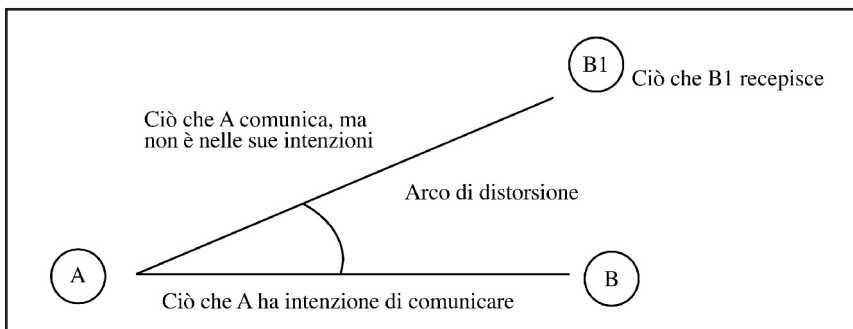 B1
Ciò che B1 recepisce
Ciò che A comunica, ma
non è nelle sue intenzioni
Arco di distorsione
A
B
Ciò che A ha intenzione di comunicare